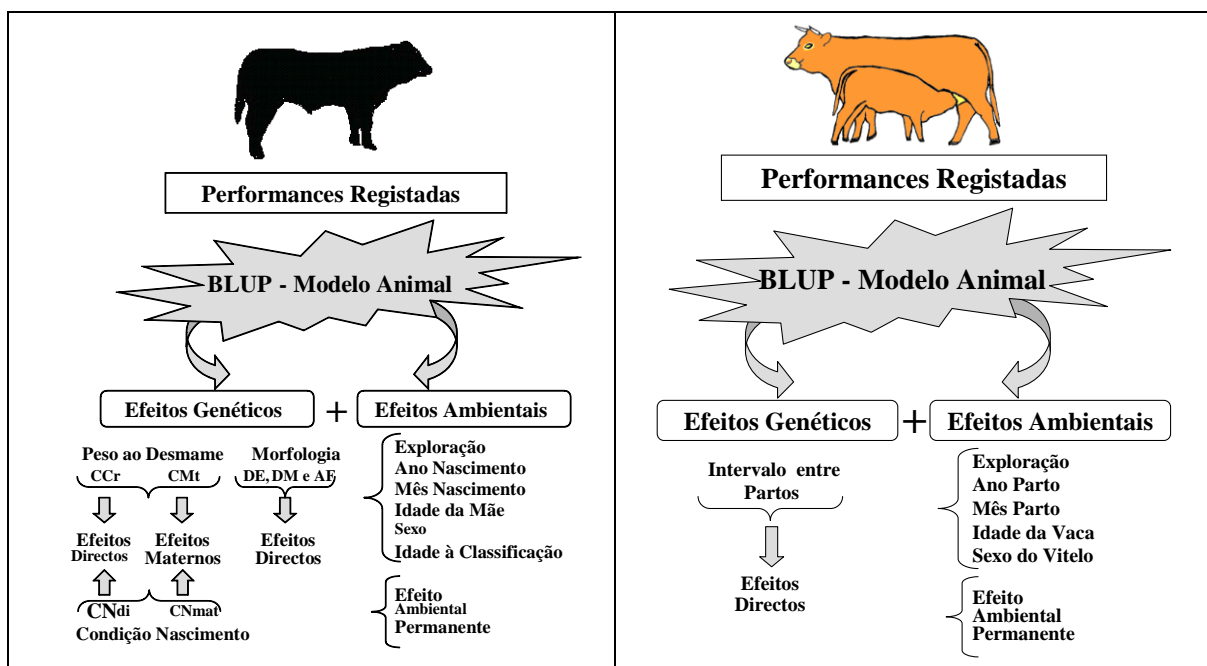 Performances Registadas
BLUP - Modelo Animal
Efeitos Genéticos + Efeitos Ambientais
Peso ao Desmame
CCr CMt
Efeitos
Directos
Efeitos
Maternos
CNdi CNmat
Condição Nascimento
Morfologia
DE, DM e AF
Efeitos
Directos
Exploração
Ano Nascimento
Mês Nascimento
Idade da Mãe
Sexo
Idade à Classificação
Efeito
Ambiental
Permanente
Performances Registadas
BLUP - Modelo Animal
Efeitos Genéticos + Efeitos Ambientais
Intervalo entre
Partos
Efeitos
Directos
Exploração
Ano Parto
Mês Parto
Idade da Vaca
Sexo do Vitelo
Efeito
Ambiental
Permanente